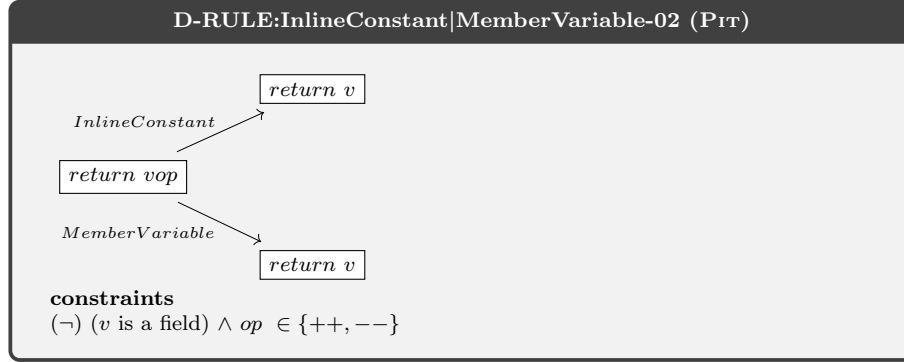 D-RULE:InlineConstant|MemberVariable-02 (PIT)
return v
InlineConstant
return vop
MemberVariable
return v
constraints
(¬) (v is a field) ∧ op ∈ {++, −−}